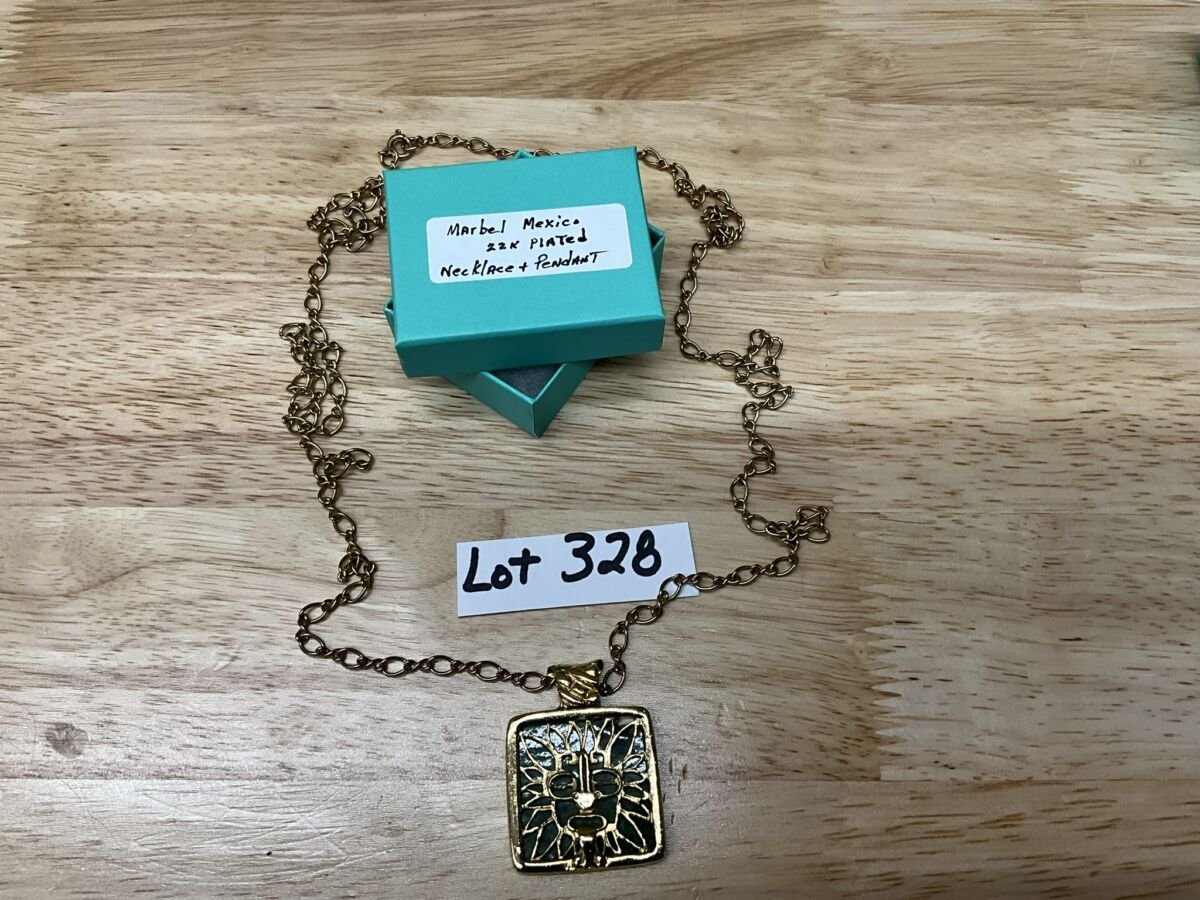 Marbel Mexico
22K Plated
Necklace + Pendant
Lot 328